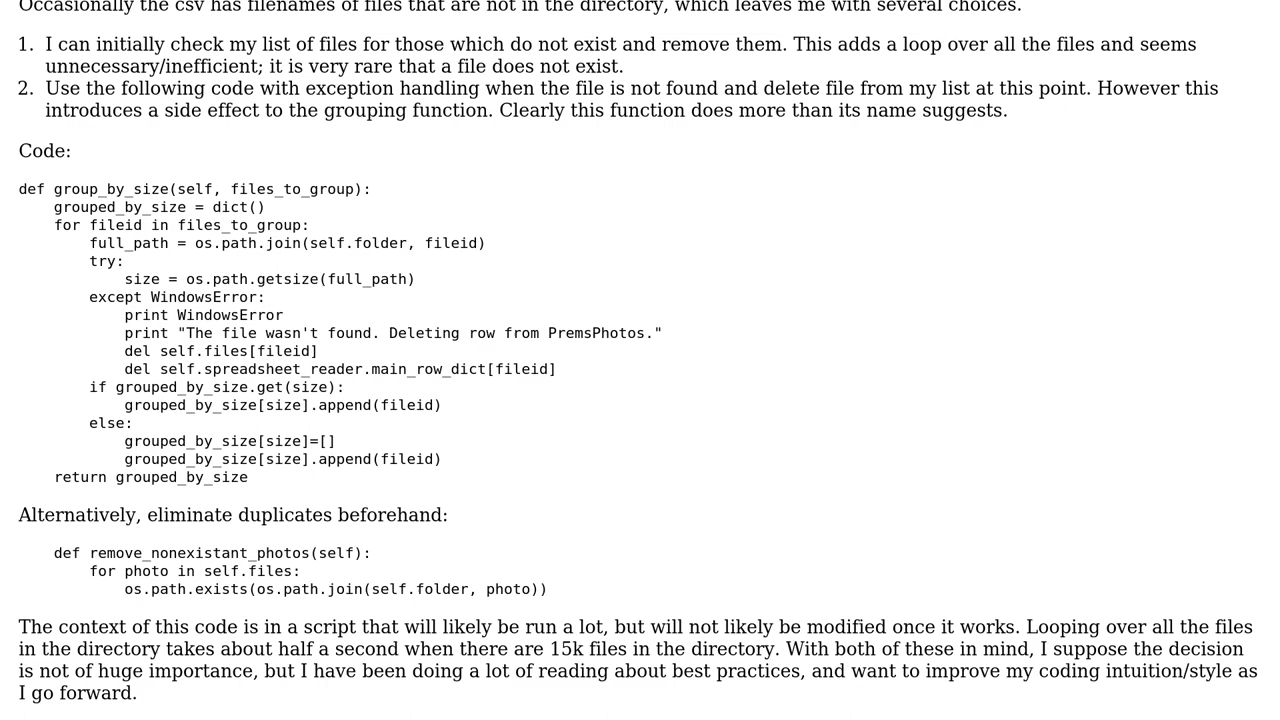 Occasionally the csv has filenames of files that are not in the directory, which leaves me with several choices.
1. I can initially check my list of files for those which do not exist and remove them. This adds a loop over all the files and seems
unnecessary/inefficient; it is very rare that a file does not exist.
2. Use the following code with exception handling when the file is not found and delete file from my list at this point. However this
introduces a side effect to the grouping function. Clearly this function does more than its name suggests.
Code:
def group_by_size(self, files_to_group):
    grouped_by_size = dict()
    for fileid in files_to_group:
        full_path = os.path.join(self.folder, fileid)
        try:
            size = os.path.getsize(full_path)
        except WindowsError:
            print WindowsError
            print "The file wasn't found. Deleting row from PremsPhotos."
            del self.files[fileid]
            del self.spreadsheet_reader.main_row_dict[fileid]
        if grouped_by_size.get(size):
            grouped_by_size[size].append(fileid)
        else:
            grouped_by_size[size]=[]
            grouped_by_size[size].append(fileid)
    return grouped_by_size
Alternatively, eliminate duplicates beforehand:
    def remove_nonexistant_photos(self):
        for photo in self.files:
            os.path.exists(os.path.join(self.folder, photo))
The context of this code is in a script that will likely be run a lot, but will not likely be modified once it works. Looping over all the files
in the directory takes about half a second when there are 15k files in the directory. With both of these in mind, I suppose the decision
is not of huge importance, but I have been doing a lot of reading about best practices, and want to improve my coding intuition/style as
I go forward.